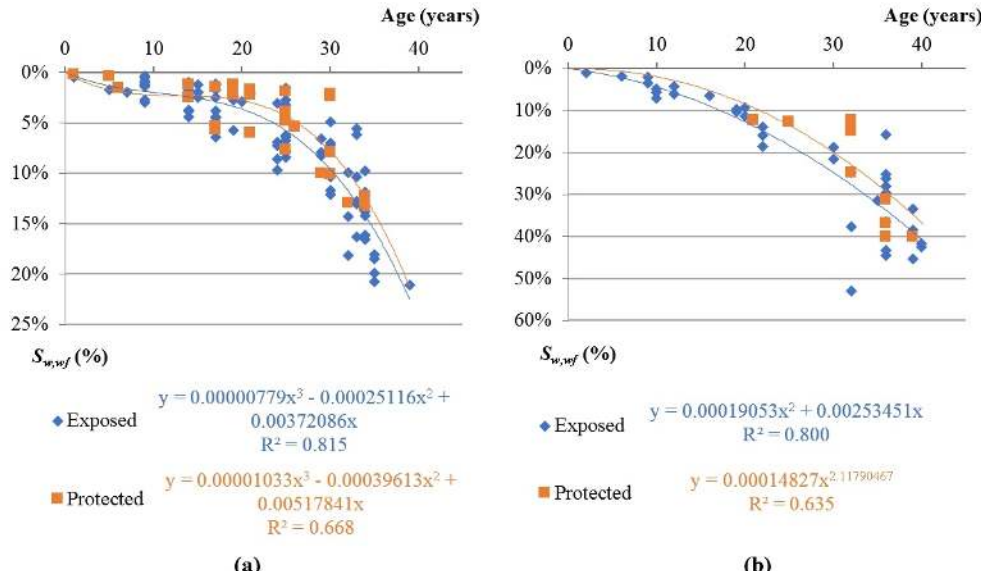 Age (years)
0 10 20 30 40
0%
5%
10%
15%
20%
25%
S_{w,wf} (%)
Exposed
y = 0.00000779x³ - 0.00025116x² +
0.00372086x
R² = 0.815
Protected
y = 0.00001033x³ - 0.00039613x² +
0.00517841x
R² = 0.668
(a)
Age (years)
0 10 20 30 40
0%
10%
20%
30%
40%
50%
60%
Exposed
y = 0.00019053x² + 0.00253451x
R² = 0.800
Protected
y = 0.00014827x^{2.11790467}
R² = 0.635
(b)